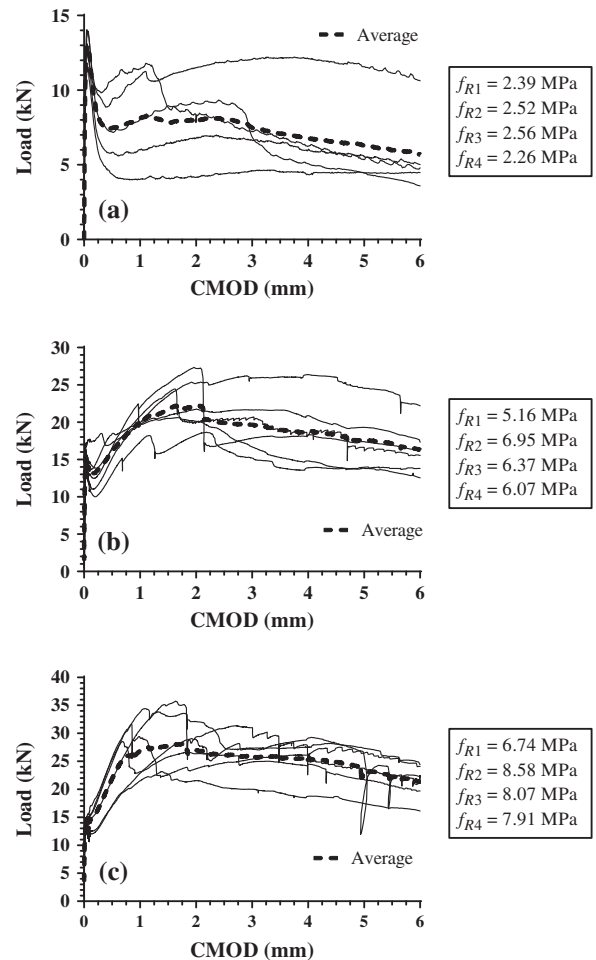 15
10
5
0
Load (kN)
Average
(a)
0 1 2 3 4 5 6
CMOD (mm)
f_R1 = 2.39 MPa
f_R2 = 2.52 MPa
f_R3 = 2.56 MPa
f_R4 = 2.26 MPa
30
25
20
15
10
5
0
Load (kN)
Average
(b)
0 1 2 3 4 5 6
CMOD (mm)
f_R1 = 5.16 MPa
f_R2 = 6.95 MPa
f_R3 = 6.37 MPa
f_R4 = 6.07 MPa
40
35
30
25
20
15
10
5
0
Load (kN)
Average
(c)
0 1 2 3 4 5 6
CMOD (mm)
f_R1 = 6.74 MPa
f_R2 = 8.58 MPa
f_R3 = 8.07 MPa
f_R4 = 7.91 MPa